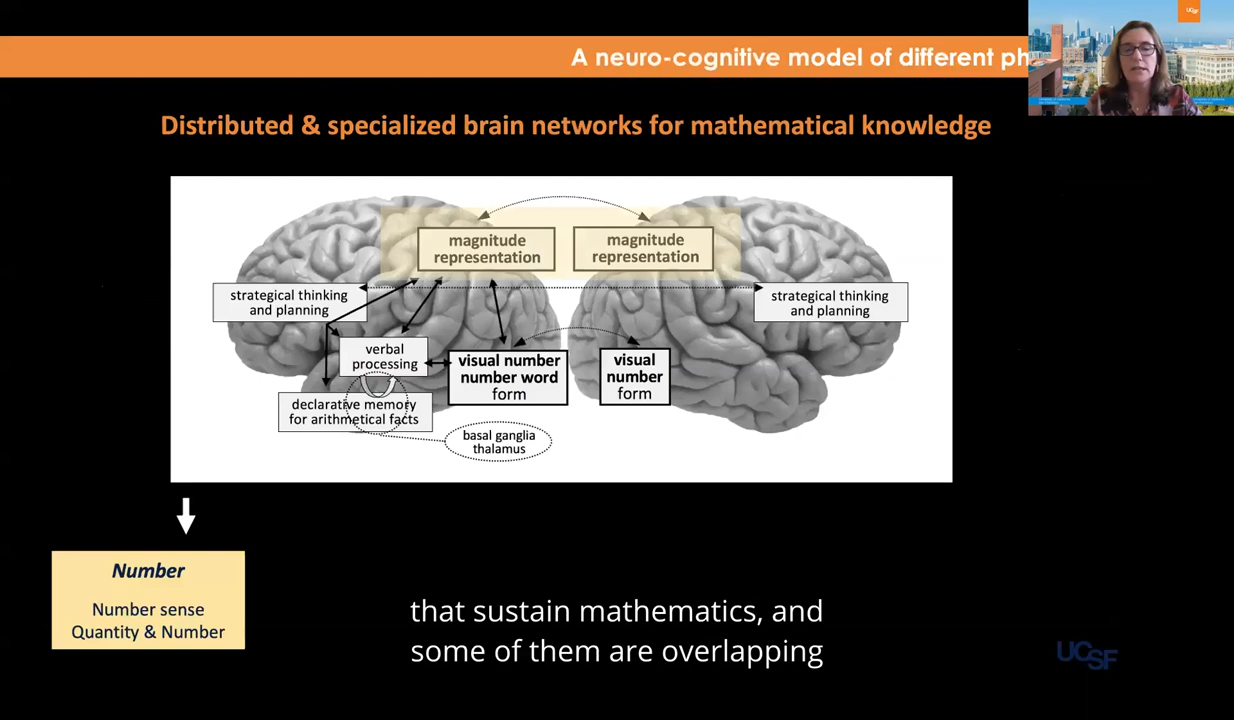 A neuro-cognitive model of different ph
UCSF
Distributed & specialized brain networks for mathematical knowledge
magnitude
representation
magnitude
representation
strategical thinking
and planning
strategical thinking
and planning
verbal
processing
visual number
number word
form
visual
number
form
declarative memory
for arithmetical facts
basal ganglia
thalamus
Number
Number sense
Quantity & Number
that sustain mathematics, and
some of them are overlapping
UCSF